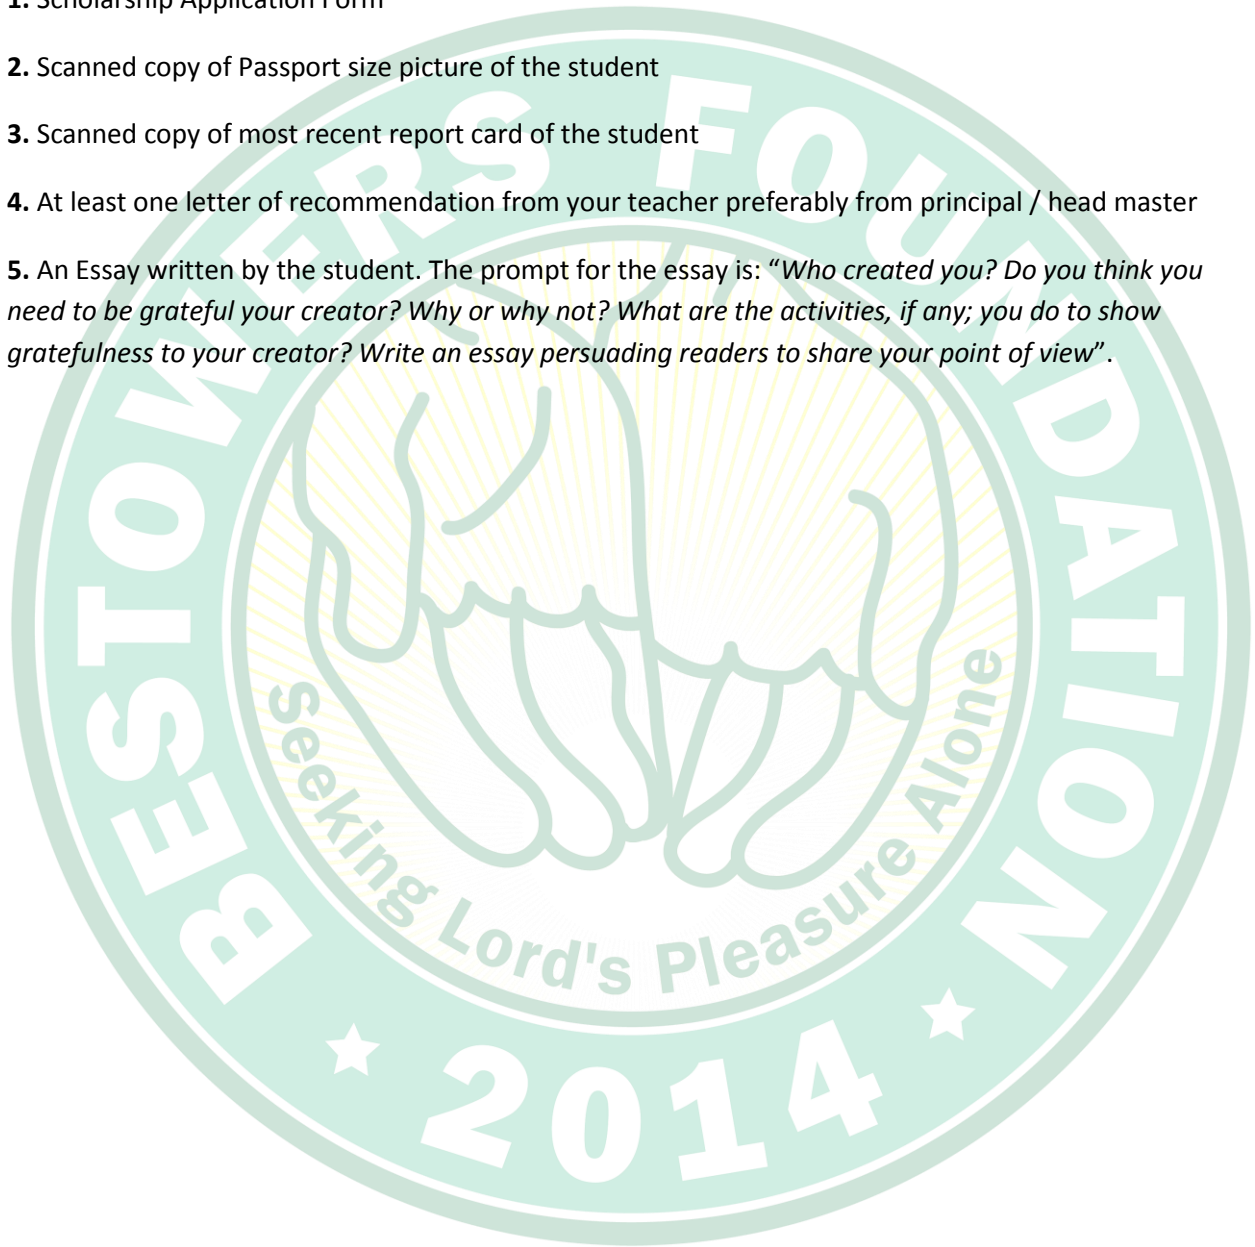 1. Scholarship Application Form
2. Scanned copy of Passport size picture of the student
3. Scanned copy of most recent report card of the student
4. At least one letter of recommendation from your teacher preferably from principal / head master
5. An Essay written by the student. The prompt for the essay is: “Who created you? Do you think you
need to be grateful your creator? Why or why not? What are the activities, if any; you do to show
gratefulness to your creator? Write an essay persuading readers to share your point of view”.
BESTOWERS FOUNDATION
Seeking Lord's Pleasure Alone
★ 2014 ★